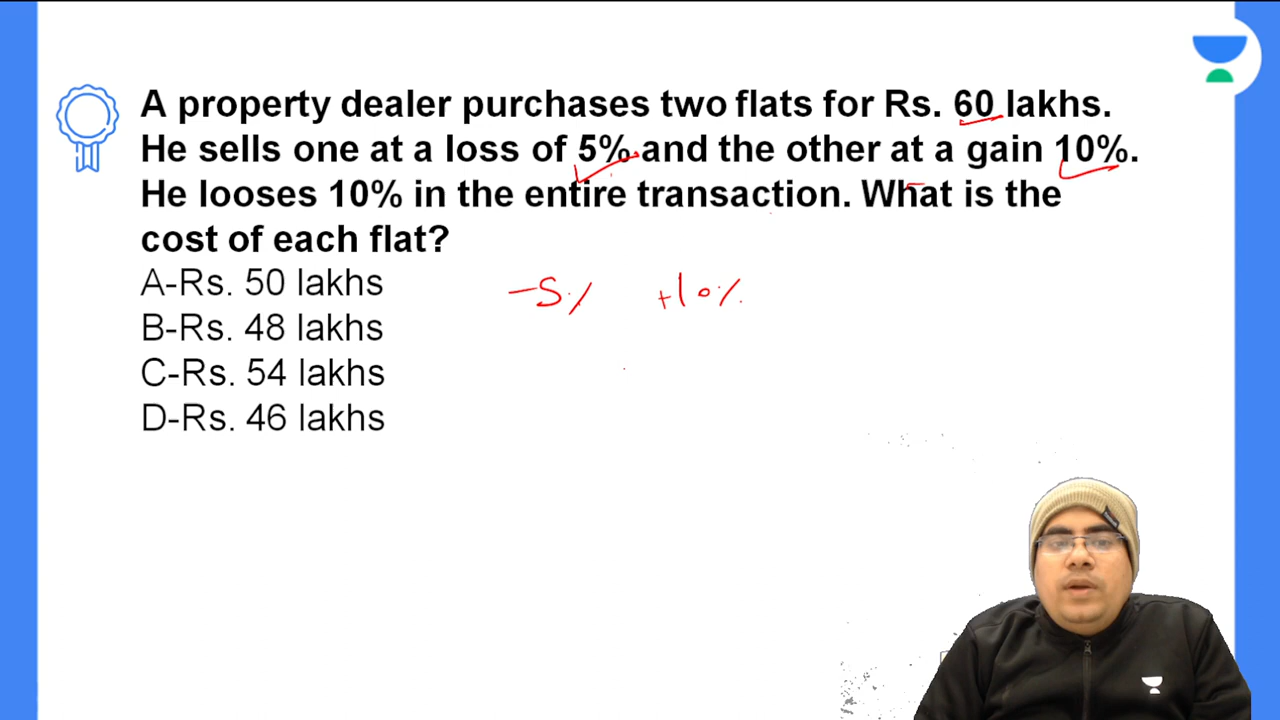 A property dealer purchases two flats for Rs. 60 lakhs.
He sells one at a loss of 5% and the other at a gain 10%.
He looses 10% in the entire transaction. What is the
cost of each flat?
A-Rs. 50 lakhs
B-Rs. 48 lakhs
C-Rs. 54 lakhs
D-Rs. 46 lakhs
-5% +10%